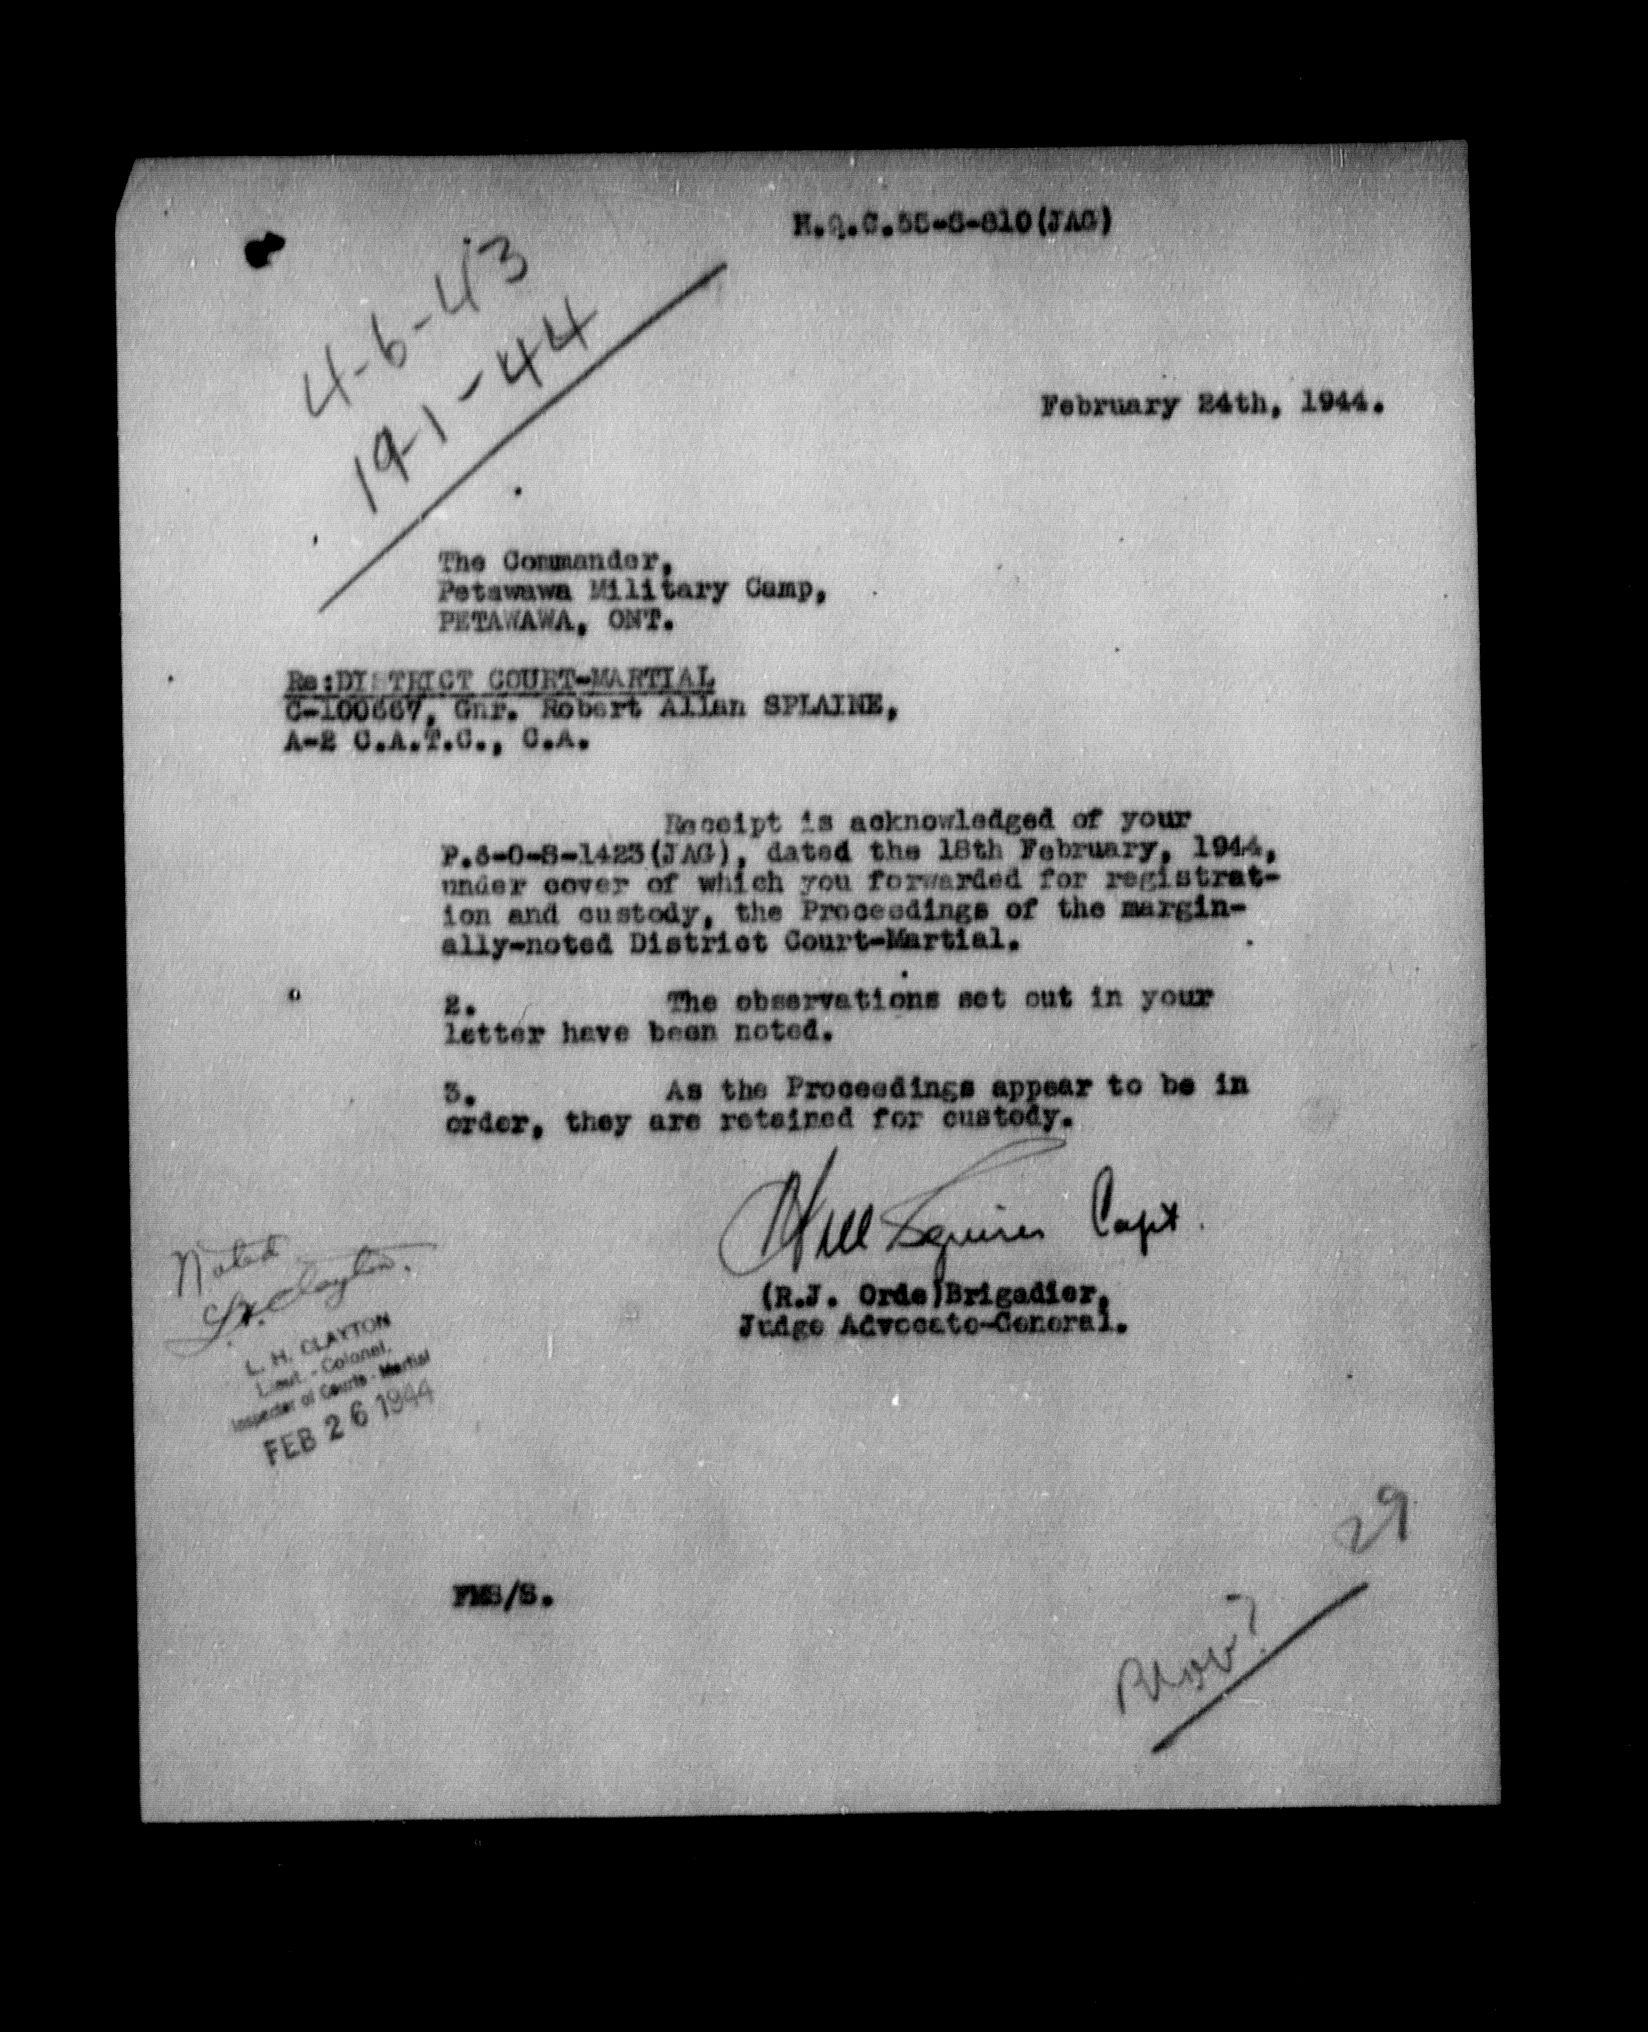 H.Q.C.55-S-810(JAG)
4-6-43
19-1-44
February 24th, 1944.
The Commander,
Petawawa Military Camp,
PETAWAWA, ONT.
Re:DISTRICT COURT-MARTIAL
C-100667, Gnr. Robert Allan SPLAINE,
A-2 C.A.T.C., C.A.
Receipt is acknowledged of your
P.6-0-S-1423(JAG), dated the 18th February, 1944,
under cover of which you forwarded for registrat-
ion and custody, the Proceedings of the margin-
ally-noted District Court-Martial.
2. The observations set out in your
letter have been noted.
3. As the Proceedings appear to be in
order, they are retained for custody.
Squires Capt.
(R.J. Orde)Brigadier,
Judge Advocate-General.
Noted
L.H. Clayton.
L. H. CLAYTON
Lieut. - Colonel,
Inspector of Courts - Martial
FEB 26 1944
29
FMS/S.